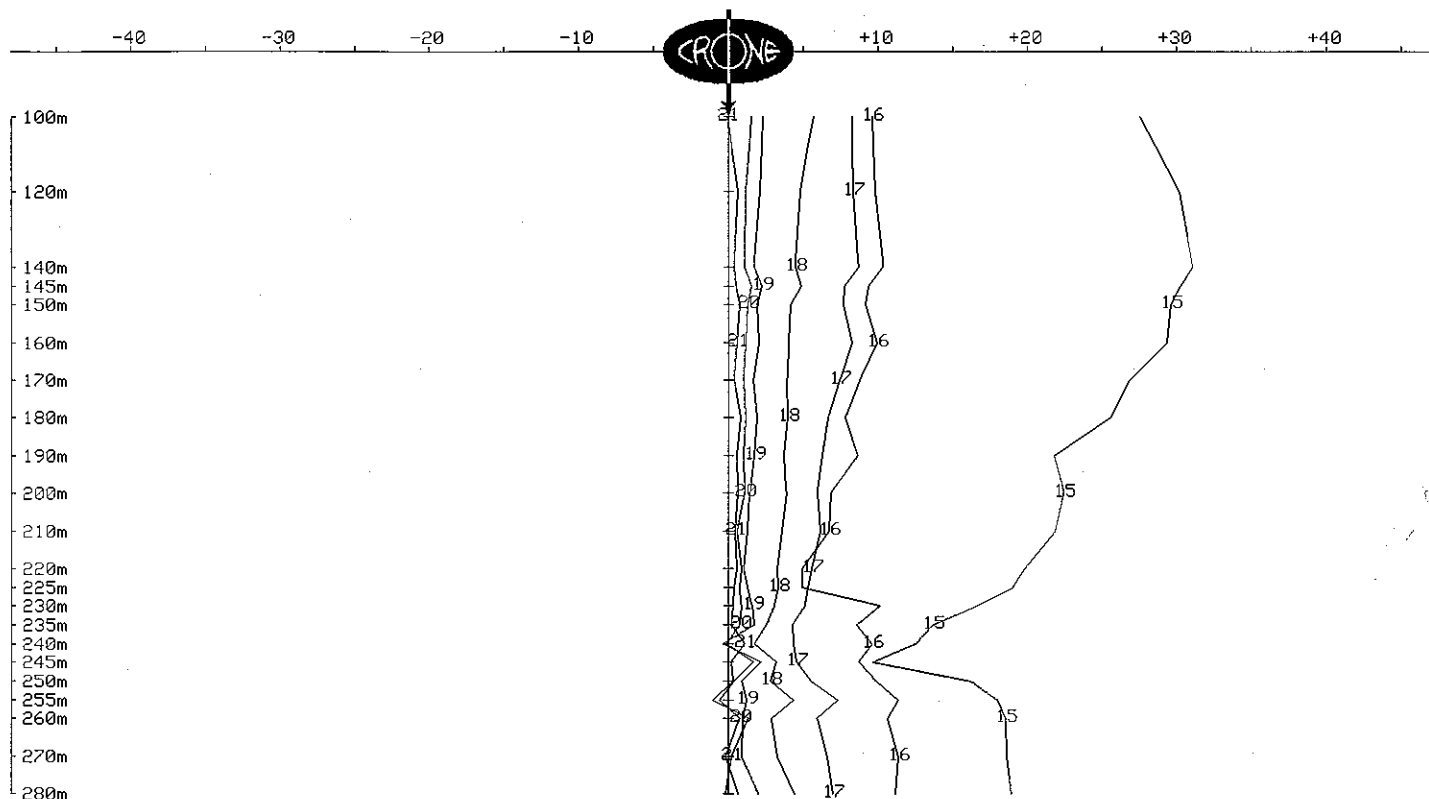 -40 -30 -20 -10 CRONE +10 +20 +30 +40
100m 21 16
120m 17
140m 18
145m 19
150m 20 15
160m 21 16
170m 17
180m 18
190m 19
200m 20 15
210m 21 16
220m 17
225m 18
230m 19
235m 20 15
240m 21 16
245m 17
250m 18
255m 19
260m 20 15
270m 21 16
280m 17